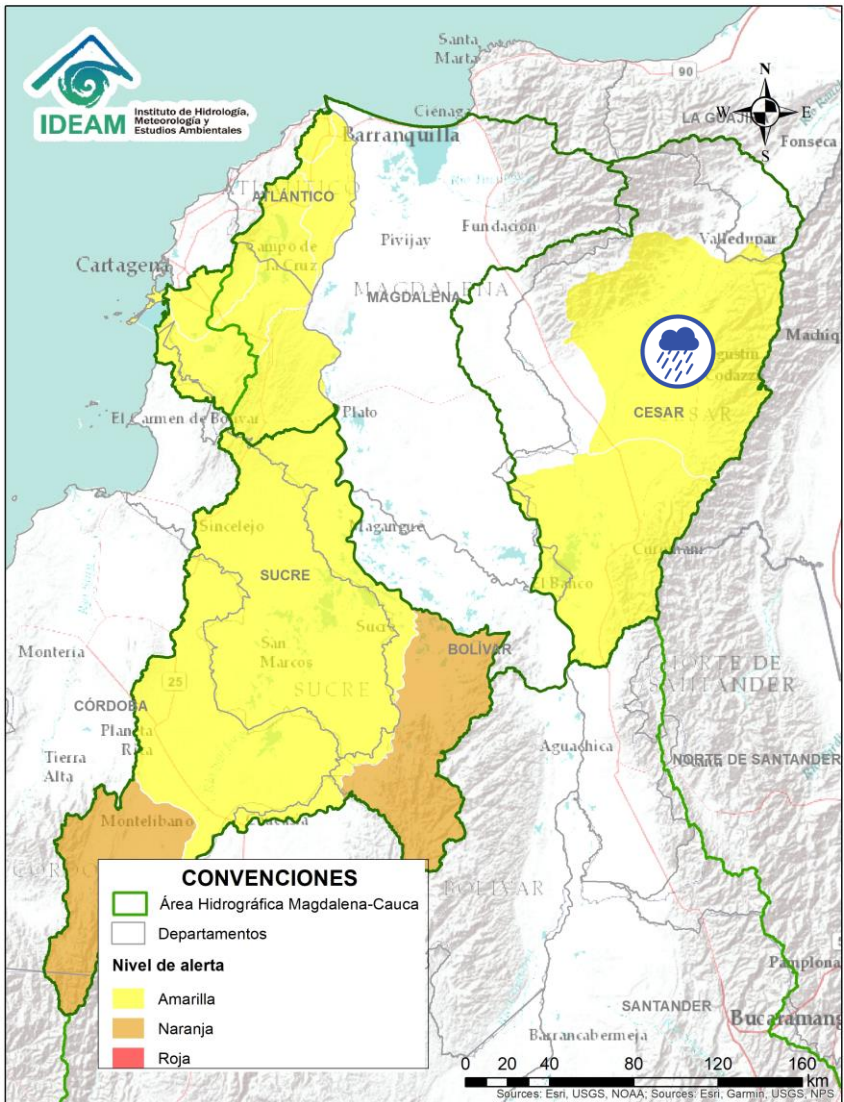 IDEAM
Instituto de Hidrología,
Meteorología y
Estudios Ambientales
Santa
Marta
90
N
W
E
S
LA GUAJIR
Ciénaga
Barranquilla
Fonseca
ATLÁNTICO
Fundación
Valledupar
Pivijay
Campo de
la Cruz
Cartagena
MAGDALENA
MAGDALENA
Machiq
Agustín
Codazzi
CESAR
El Carmen de Bolívar
Plato
Sincelejo
Magangué
Curumaní
SUCRE
El Banco
Sucre
San
Marcos
BOLÍVAR
Montería
25
SUCRE
NORTE DE
SANTANDER
CÓRDOBA
Planeta
Rica
Tierra
Alta
Aguachica
NORTE DE SANTANDER
Montelíbano
BOLÍVAR
CONVENCIONES
Área Hidrográfica Magdalena-Cauca
Departamentos
Nivel de alerta
Amarilla
Naranja
Roja
Pamplona
SANTANDER
Bucaramang
Barrancabermeja
0 20 40 80 120 160
km
Sources: Esri, USGS, NOAA; Sources: Esri, Garmin, USGS, NPS